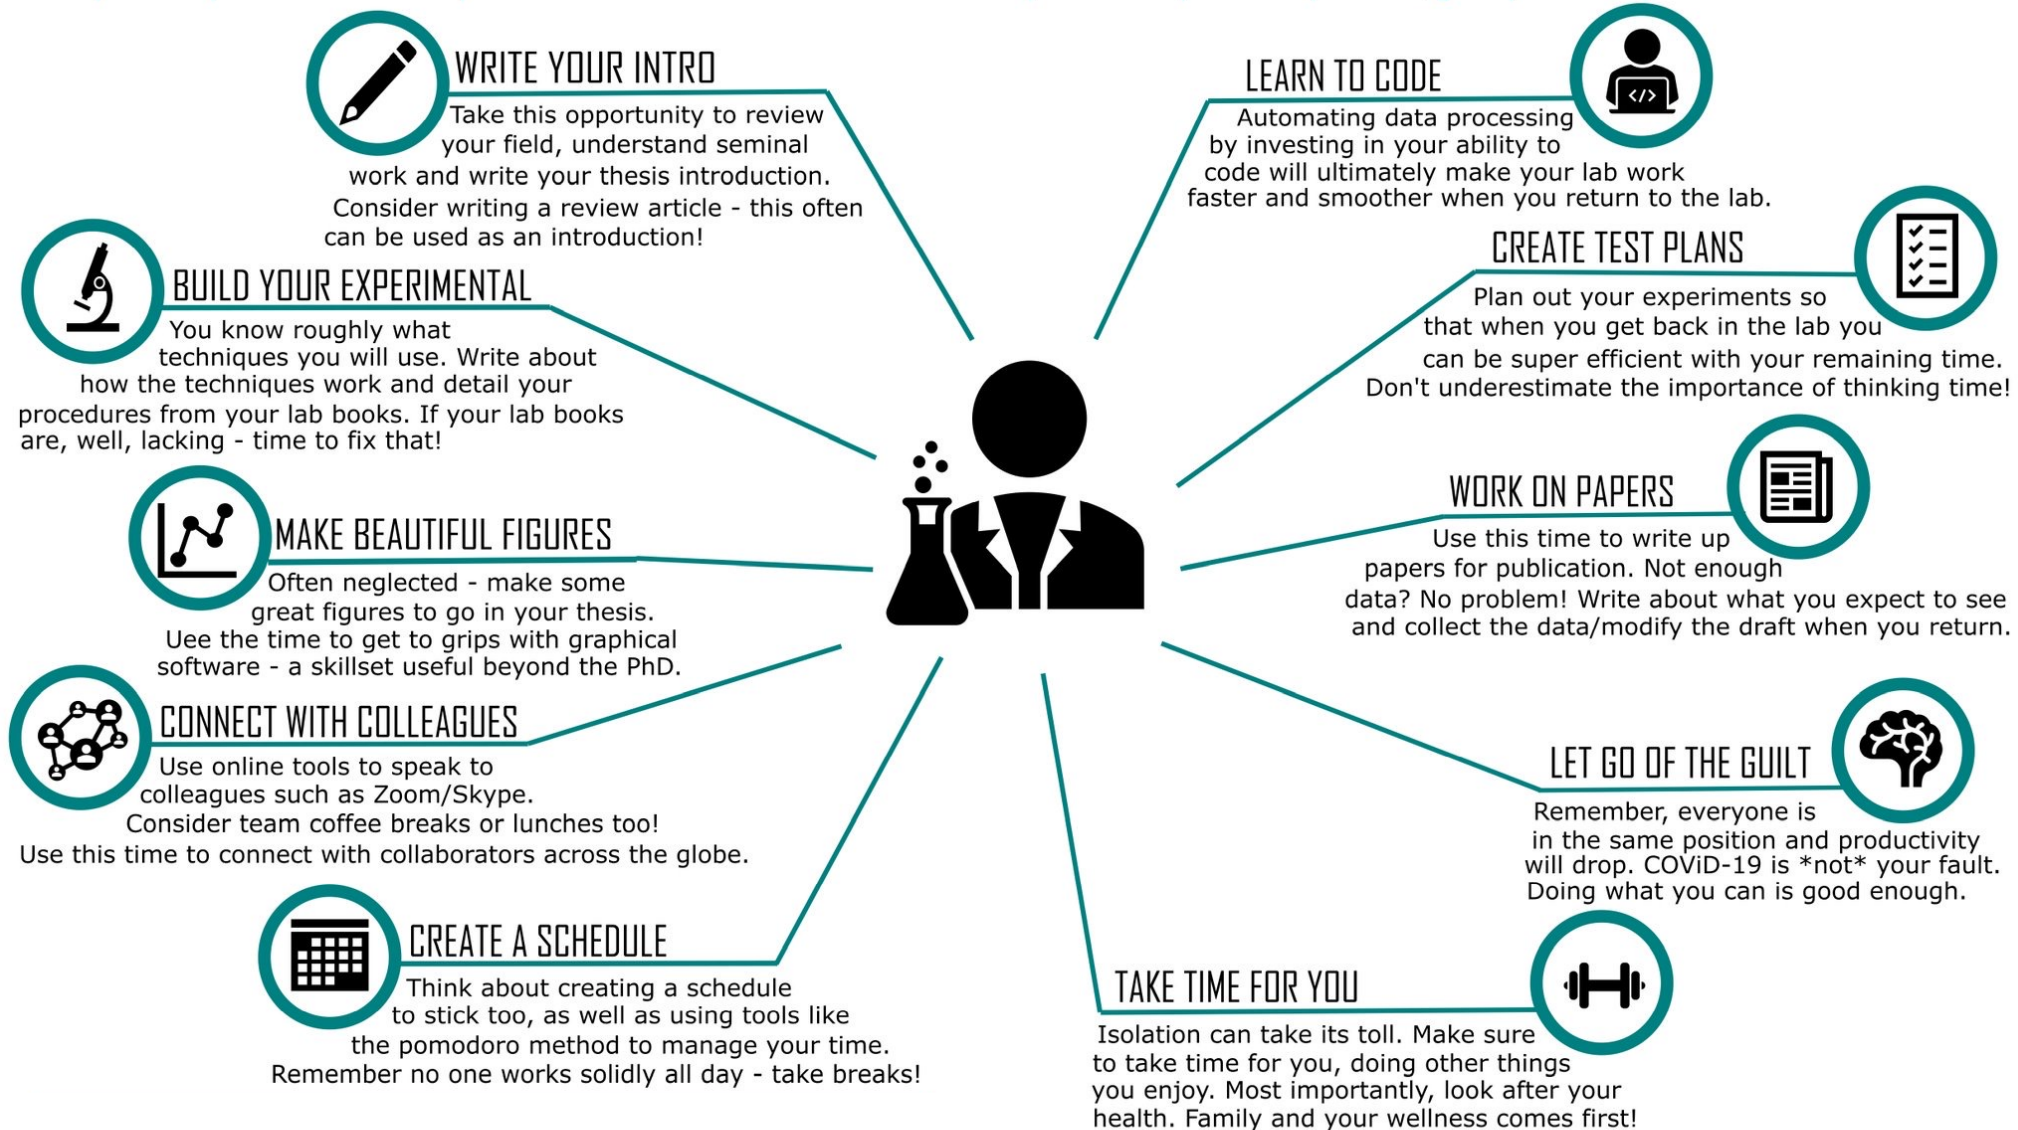 WRITE YOUR INTRO
Take this opportunity to review
your field, understand seminal
work and write your thesis introduction.
Consider writing a review article - this often
can be used as an introduction!
BUILD YOUR EXPERIMENTAL
You know roughly what
techniques you will use. Write about
how the techniques work and detail your
procedures from your lab books. If your lab books
are, well, lacking - time to fix that!
MAKE BEAUTIFUL FIGURES
Often neglected - make some
great figures to go in your thesis.
Uee the time to get to grips with graphical
software - a skillset useful beyond the PhD.
CONNECT WITH COLLEAGUES
Use online tools to speak to
colleagues such as Zoom/Skype.
Consider team coffee breaks or lunches too!
Use this time to connect with collaborators across the globe.
CREATE A SCHEDULE
Think about creating a schedule
to stick too, as well as using tools like
the pomodoro method to manage your time.
Remember no one works solidly all day - take breaks!
LEARN TO CODE
</>
Automating data processing
by investing in your ability to
code will ultimately make your lab work
faster and smoother when you return to the lab.
CREATE TEST PLANS
Plan out your experiments so
that when you get back in the lab you
can be super efficient with your remaining time.
Don't underestimate the importance of thinking time!
WORK ON PAPERS
Use this time to write up
papers for publication. Not enough
data? No problem! Write about what you expect to see
and collect the data/modify the draft when you return.
LET GO OF THE GUILT
Remember, everyone is
in the same position and productivity
will drop. COViD-19 is *not* your fault.
Doing what you can is good enough.
TAKE TIME FOR YOU
Isolation can take its toll. Make sure
to take time for you, doing other things
you enjoy. Most importantly, look after your
health. Family and your wellness comes first!